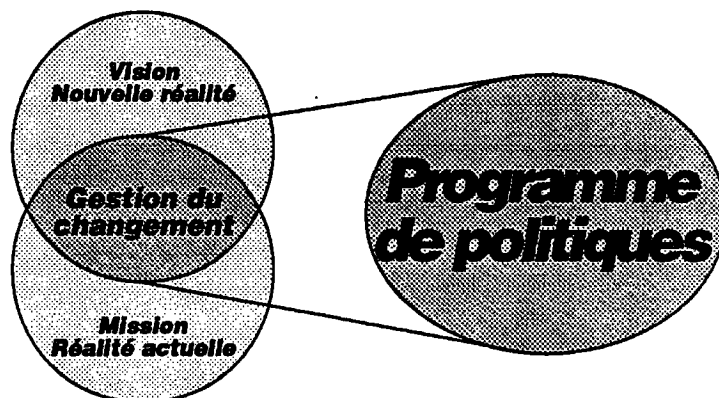 Vision
Nouvelle réalité
Gestion du
changement
Mission
Réalité actuelle
Programme
de politiques